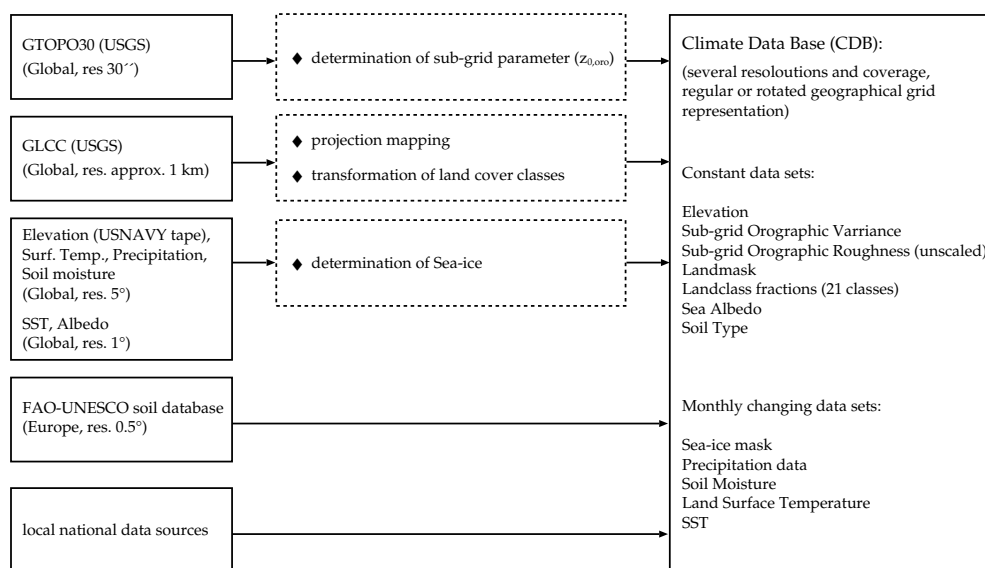 GTOPO30 (USGS)
(Global, res 30´´)
♦ determination of sub-grid parameter (z0,oro)
GLCC (USGS)
(Global, res. approx. 1 km)
♦ projection mapping
♦ transformation of land cover classes
Elevation (USNAVY tape),
Surf. Temp., Precipitation,
Soil moisture
(Global, res. 5°)
SST, Albedo
(Global, res. 1°)
♦ determination of Sea-ice
FAO-UNESCO soil database
(Europe, res. 0.5°)
local national data sources
Climate Data Base (CDB):
(several resoloutions and coverage,
regular or rotated geographical grid
representation)
Constant data sets:
Elevation
Sub-grid Orographic Varriance
Sub-grid Orographic Roughness (unscaled)
Landmask
Landclass fractions (21 classes)
Sea Albedo
Soil Type
Monthly changing data sets:
Sea-ice mask
Precipitation data
Soil Moisture
Land Surface Temperature
SST